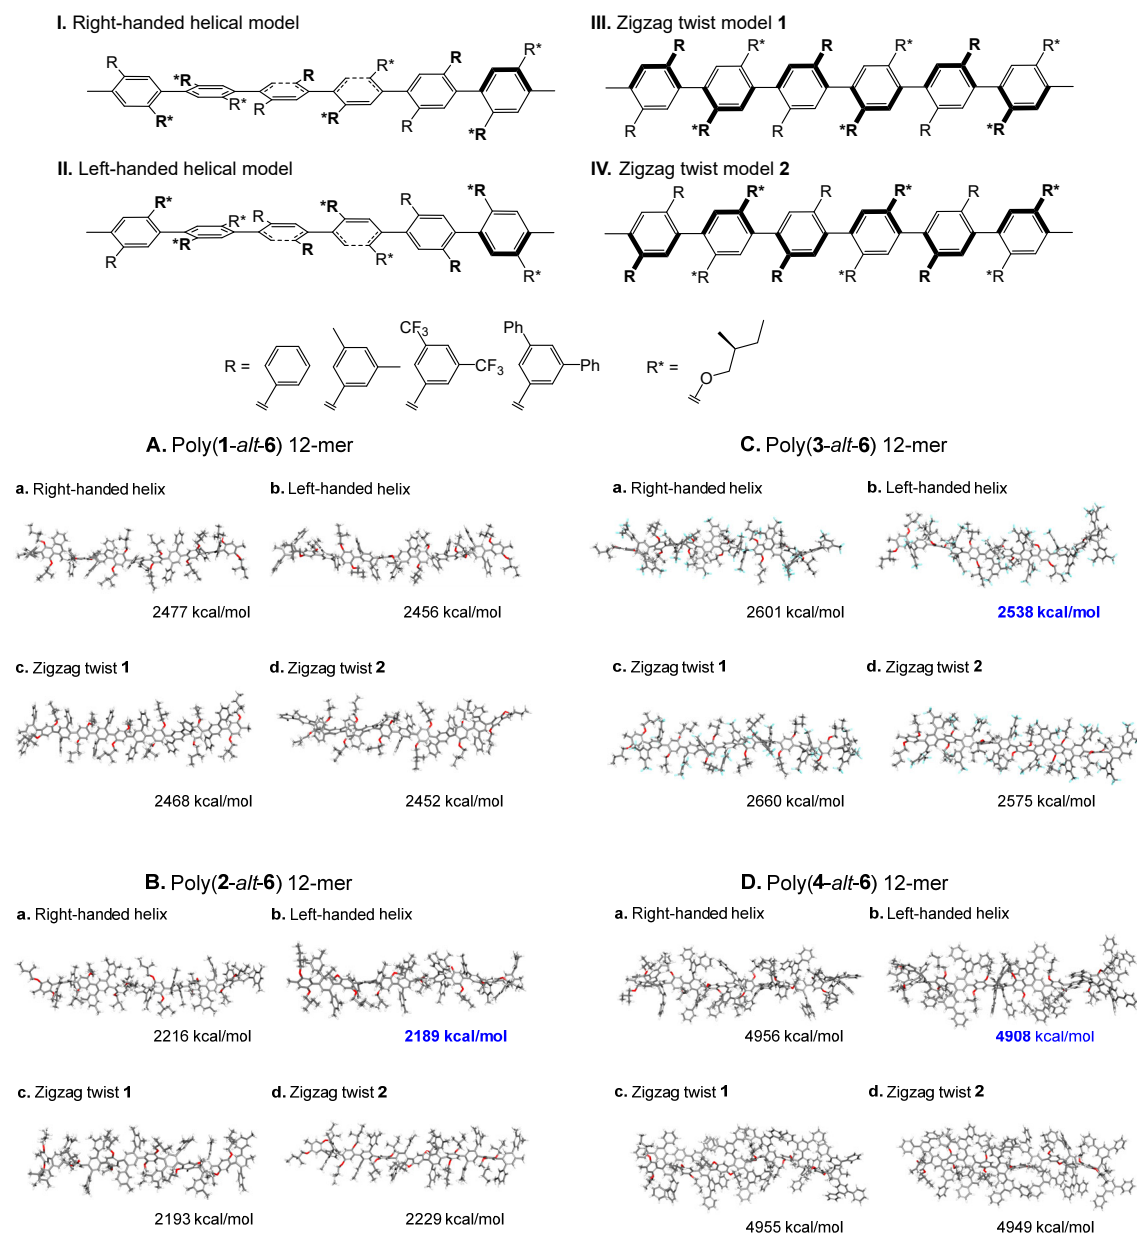 I. Right-handed helical model
R
*R
R*
R
R*
R
R*
R*
R
*R
R
*R
II. Left-handed helical model
R*
R*
R
*R
R
*R
R
*R
R
R*
R
R*
III. Zigzag twist model 1
R
R*
R
R*
R
R*
R
*R
R
*R
R
*R
IV. Zigzag twist model 2
R
R*
R
R*
R
R*
R
*R
R
*R
R
*R
R =
CF3
CF3
Ph
Ph
R* =
O
A. Poly(1-alt-6) 12-mer
a. Right-handed helix
b. Left-handed helix
2477 kcal/mol
2456 kcal/mol
c. Zigzag twist 1
d. Zigzag twist 2
2468 kcal/mol
2452 kcal/mol
C. Poly(3-alt-6) 12-mer
a. Right-handed helix
b. Left-handed helix
2601 kcal/mol
2538 kcal/mol
c. Zigzag twist 1
d. Zigzag twist 2
2660 kcal/mol
2575 kcal/mol
B. Poly(2-alt-6) 12-mer
a. Right-handed helix
b. Left-handed helix
2216 kcal/mol
2189 kcal/mol
c. Zigzag twist 1
d. Zigzag twist 2
2193 kcal/mol
2229 kcal/mol
D. Poly(4-alt-6) 12-mer
a. Right-handed helix
b. Left-handed helix
4956 kcal/mol
4908 kcal/mol
c. Zigzag twist 1
d. Zigzag twist 2
4955 kcal/mol
4949 kcal/mol